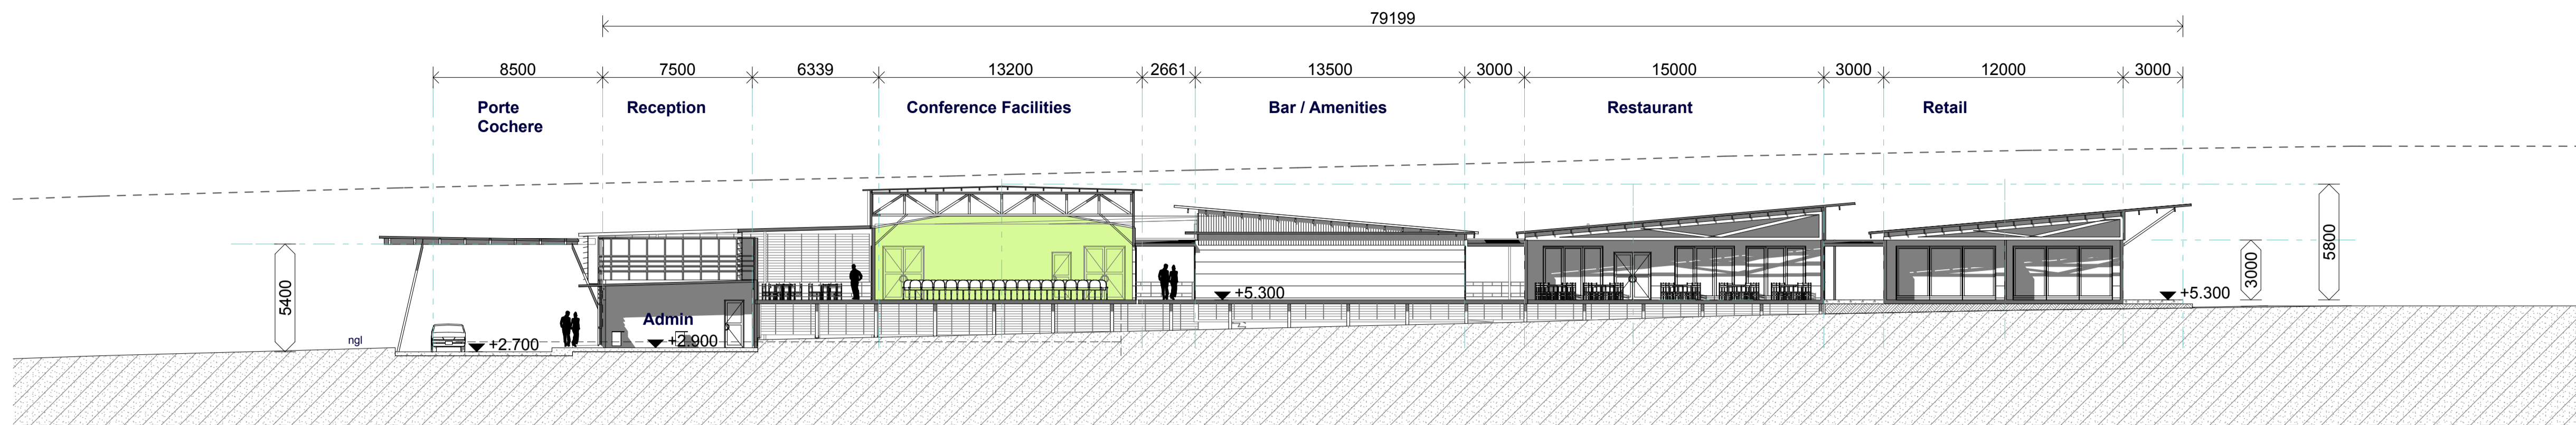 79199
8500 7500 6339 13200 2661 13500 3000 15000 3000 12000 3000
Porte Reception Conference Facilities Bar / Amenities Restaurant Retail
Cochere
5400
3000
5800
+5.300
+5.300
Admin
ngl
+2.700
+2.900